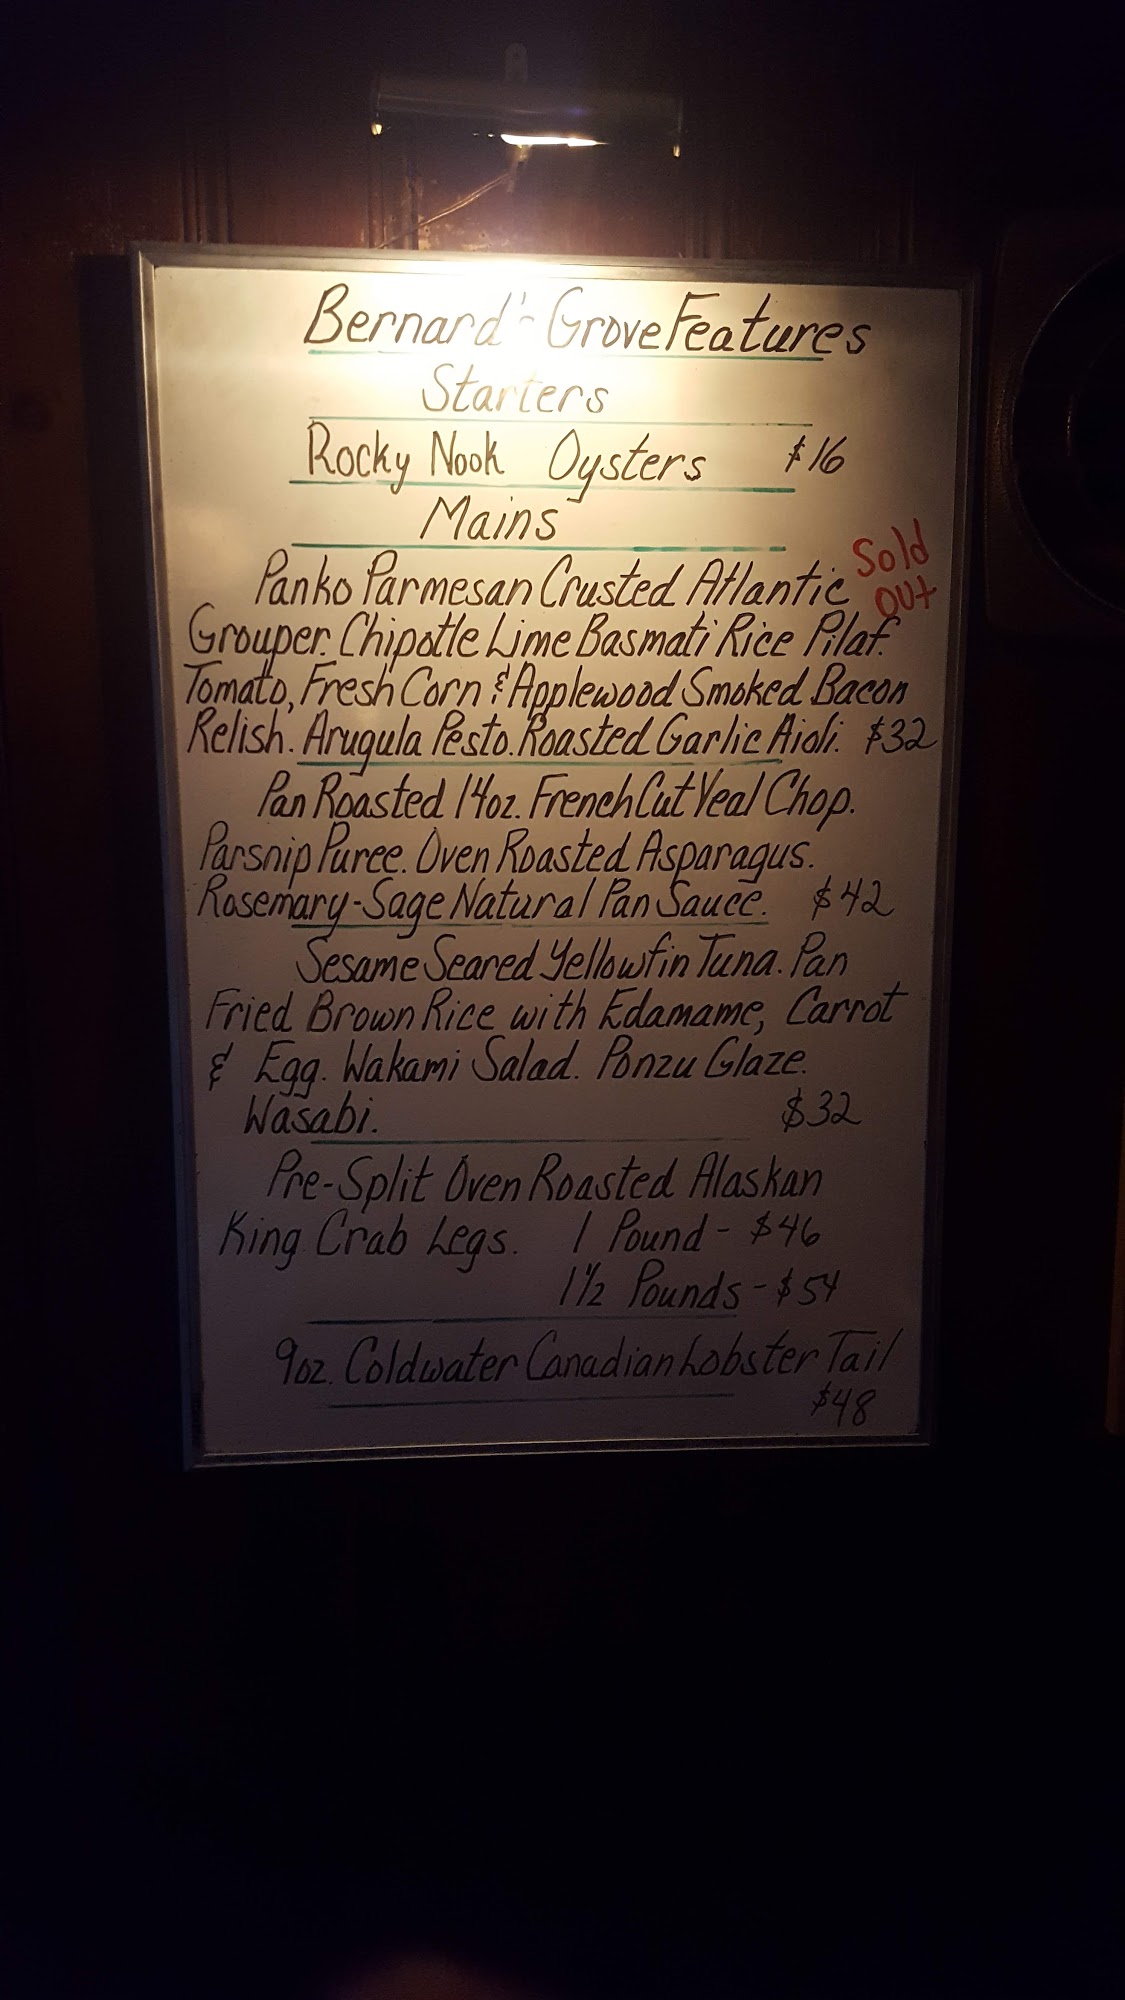 Bernard's Grove Features
Starters
Rocky Nook Oysters $16
Mains
Panko Parmesan Crusted Atlantic Sold
Out
Grouper. Chipotle Lime Basmati Rice Pilaf.
Tomato, Fresh Corn & Applewood Smoked Bacon
Relish. Arugula Pesto. Roasted Garlic Aioli. $32
Pan Roasted 14oz. French Cut Veal Chop.
Parsnip Puree. Oven Roasted Asparagus.
Rosemary-Sage Natural Pan Sauce. $42
Sesame Seared Yellowfin Tuna. Pan
Fried Brown Rice with Edamame, Carrot
& Egg. Wakami Salad. Ponzu Glaze.
Wasabi. $32
Pre-Split Oven Roasted Alaskan
King Crab Legs. 1 Pound - $46
1 1/2 Pounds - $54
9oz. Coldwater Canadian Lobster Tail
$48